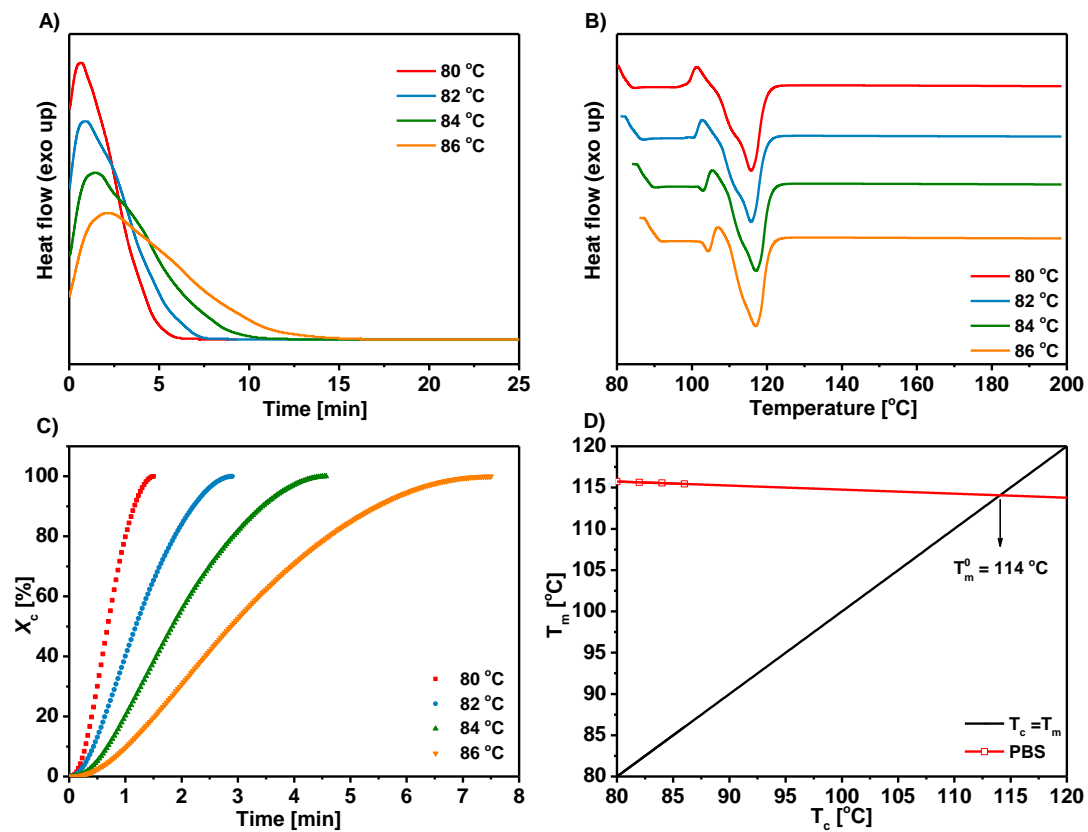 A)
80 °C
82 °C
84 °C
86 °C
Heat flow (exo up)
0 5 10 15 20 25
Time [min]
B)
Heat flow (exo up)
80 °C
82 °C
84 °C
86 °C
80 100 120 140 160 180 200
Temperature [°C]
C)
100
80
60
40
20
0
X_c [%]
80 °C
82 °C
84 °C
86 °C
0 1 2 3 4 5 6 7 8
Time [min]
D)
120
115
110
105
100
95
90
85
80
T_m [°C]
T_m^0 = 114 °C
T_c =T_m
PBS
80 85 90 95 100 105 110 115 120
T_c [°C]